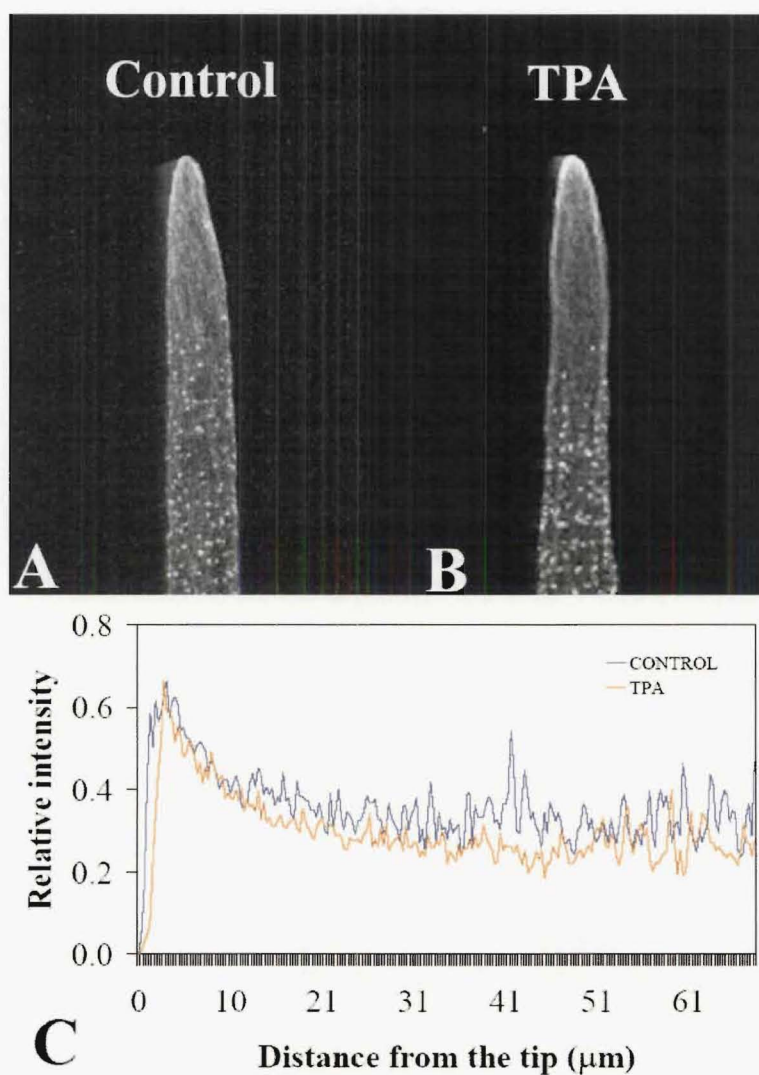 Control TPA
A B
0.8
0.6
0.4
0.2
0.0
Relative intensity
CONTROL
TPA
0 10 21 31 41 51 61
Distance from the tip (μm)
C